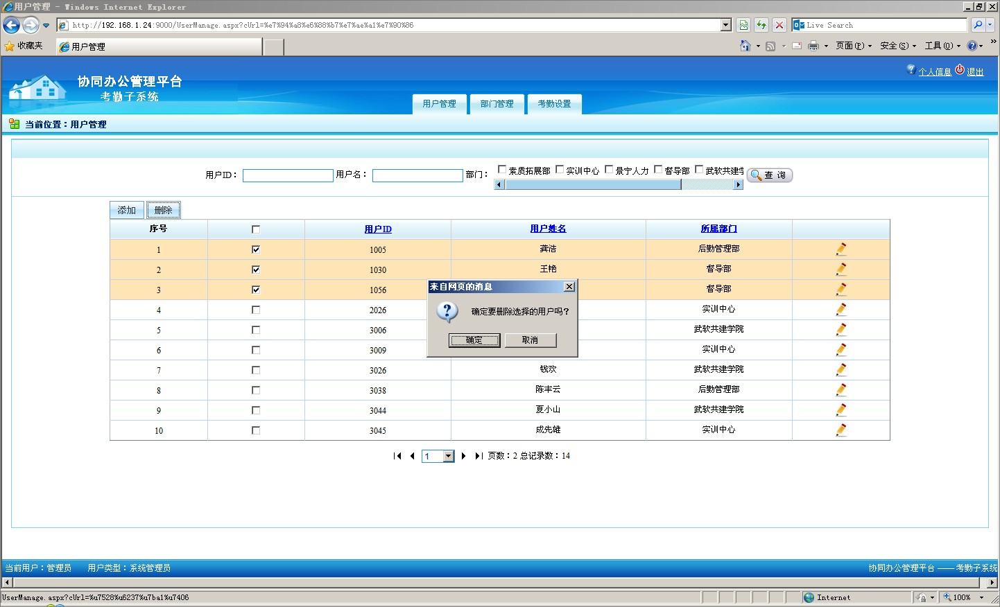 用户管理 - Windows Internet Explorer
http://192.168.1.24:9000/UserManage.aspx?cUrl=%e7%94%a8%e6%88%b7%e7%ae%a1%e7%90%86
Live Search
收藏夹
用户管理
页面(P)
安全(S)
工具(O)
协同办公管理平台
考勤子系统
个人信息 退出
用户管理 部门管理 考勤设置
当前位置：用户管理
用户ID： 用户名： 部门： 素质拓展部 实训中心 景宁人力 督导部 武软共建学 查 询
添加 删除
序号 用户ID 用户姓名 所属部门
1 1005 龚浩 后勤管理部
2 1030 王艳 督导部
3 1056 督导部
4 2026 实训中心
5 3006 武软共建学院
6 3009 实训中心
7 3026 钱欢 武软共建学院
8 3038 陈丰云 后勤管理部
9 3044 夏小山 武软共建学院
10 3045 成先雄 实训中心
来自网页的消息
确定要删除选择的用户吗?
确定 取消
1 页数：2 总记录数：14
当前用户：管理员 用户类型：系统管理员
协同办公管理平台 ——考勤子系统
UserManage.aspx?cUrl=%u7528%u6237%u7ba1%u7406
Internet
100%